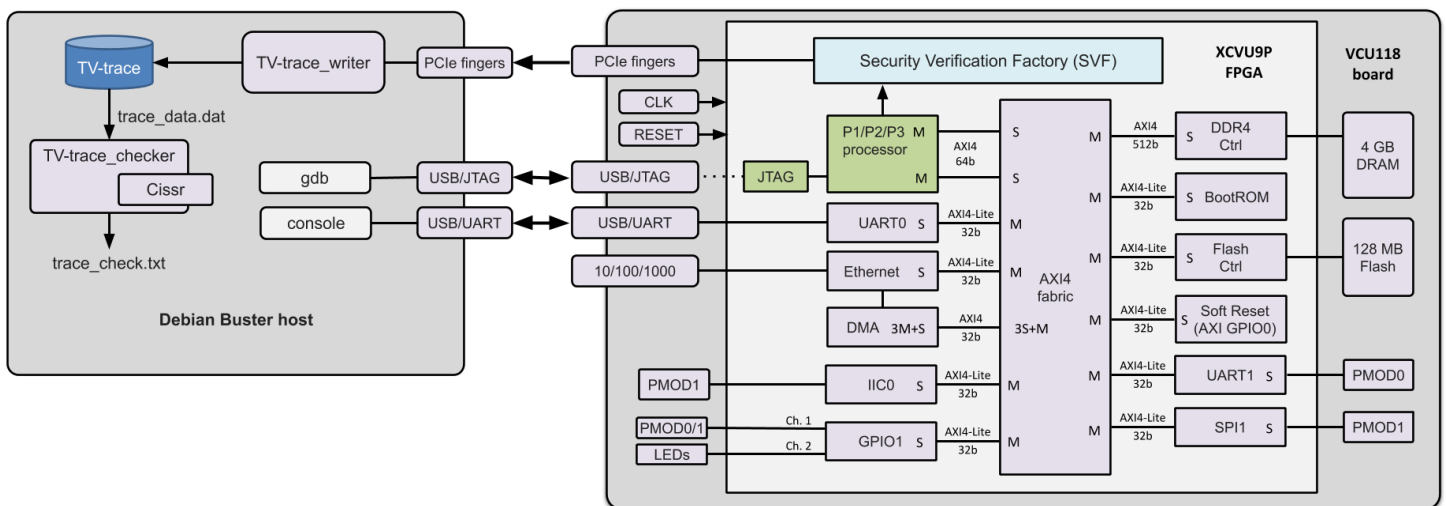 TV-trace
TV-trace_writer
PCIe fingers
PCIe fingers
trace_data.dat
TV-trace_checker
Cissr
trace_check.txt
gdb
USB/JTAG
USB/JTAG
console
USB/UART
USB/UART
10/100/1000
Debian Buster host
CLK
RESET
Security Verification Factory (SVF)
XCVU9P
FPGA
VCU118
board
P1/P2/P3 M
processor
M
JTAG
AXI4
64b
S
S
UART0 S
AXI4-Lite
32b
M
Ethernet S
AXI4-Lite
32b
M
DMA 3M+S
AXI4
32b
3S+M
AXI4
fabric
PMOD1
IIC0 S
AXI4-Lite
32b
M
PMOD0/1
Ch. 1
LEDs
Ch. 2
GPIO1 S
AXI4-Lite
32b
M
M
AXI4
512b
S DDR4
Ctrl
4 GB
DRAM
M
AXI4-Lite
32b
S BootROM
M
AXI4-Lite
32b
S Flash
Ctrl
128 MB
Flash
M
AXI4-Lite
32b
S Soft Reset
(AXI GPIO0)
M
AXI4-Lite
32b
UART1 S
PMOD0
M
AXI4-Lite
32b
SPI1 S
PMOD1